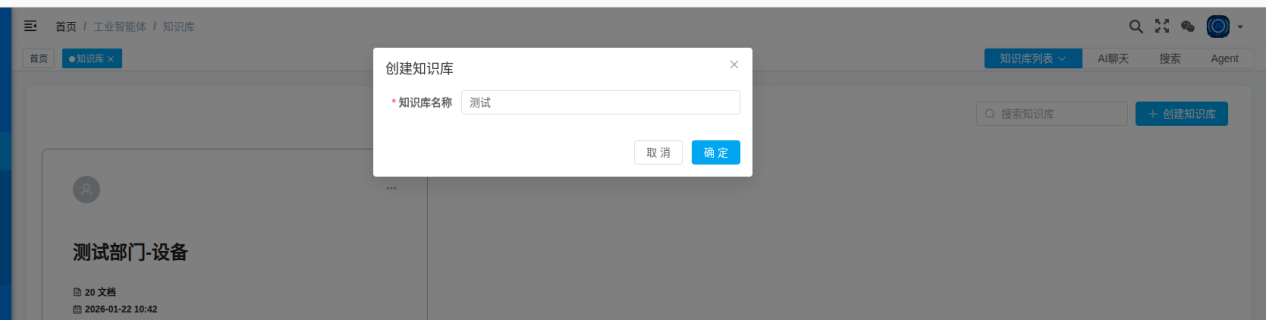 首页 / 工业智能体 / 知识库
首页 知识库 × 知识库列表 AI聊天 搜索 Agent
创建知识库
* 知识库名称 测试
取 消 确 定
搜索知识库 + 创建知识库
测试部门-设备
20 文档
2026-01-22 10:42